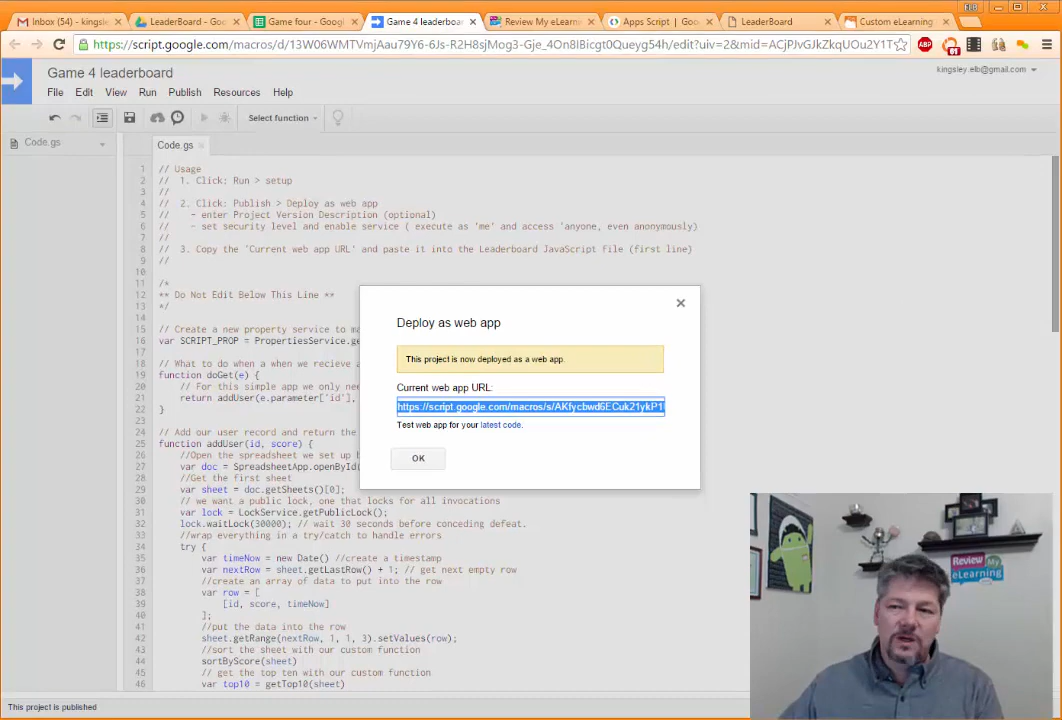 Inbox (54) - kingsle
LeaderBoard - Goo
Game four - Google
Game 4 leaderboard
Review My eLearnin
Apps Script | Goo
LeaderBoard
Custom eLearning
ELB
https://script.google.com/macros/d/13W06WMTVmjAau79Y6-6Js-R2H8sjMog3-Gje_4On8lBicgt0Queyg54h/edit?uiv=2&mid=ACjPJvGJkZkqUOu2Y1T
ABP
Game 4 leaderboard
kingsley.elb@gmail.com
File Edit View Run Publish Resources Help
Select function
Code.gs
Code.gs
1 // Usage
2 // 1. Click: Run > setup
3 //
4 // 2. Click: Publish > Deploy as web app
5 // - enter Project Version Description (optional)
6 // - set security level and enable service ( execute as 'me' and access 'anyone, even anonymously)
7 //
8 // 3. Copy the 'Current web app URL' and paste it into the Leaderboard JavaScript file (first line)
9 //
10
11 /*
12 ** Do Not Edit Below This Line **
13 */
14
15 // Create a new property service to ma
16 var SCRIPT_PROP = PropertiesService.ge
17
18 // What to do when a when we recieve a
19 function doGet(e) {
20 // For this simple app we only nee
21 return addUser(e.parameter['id'],
22 }
23
24 // Add our user record and return the
25 function addUser(id, score) {
26 //Open the spreadsheet we set up b
27 var doc = SpreadsheetApp.openById(
28 //Get the first sheet
29 var sheet = doc.getSheets()[0];
30 // we want a public lock, one that locks for all invocations
31 var lock = LockService.getPublicLock();
32 lock.waitLock(30000); // wait 30 seconds before conceding defeat.
33 //wrap everything in a try/catch to handle errors
34 try {
35 var timeNow = new Date() //create a timestamp
36 var nextRow = sheet.getLastRow() + 1; // get next empty row
37 //create an array of data to put into the row
38 var row = [
39 [id, score, timeNow]
40 ];
41 //put the data into the row
42 sheet.getRange(nextRow, 1, 1, 3).setValues(row);
43 //sort the sheet with our custom function
44 sortByScore(sheet)
45 // get the top ten with our custom function
46 var top10 = getTop10(sheet)
Deploy as web app
This project is now deployed as a web app.
Current web app URL:
https://script.google.com/macros/s/AKfycbwd6ECuk21ykP1
Test web app for your latest code.
OK
Review My
eLearning
This project is published